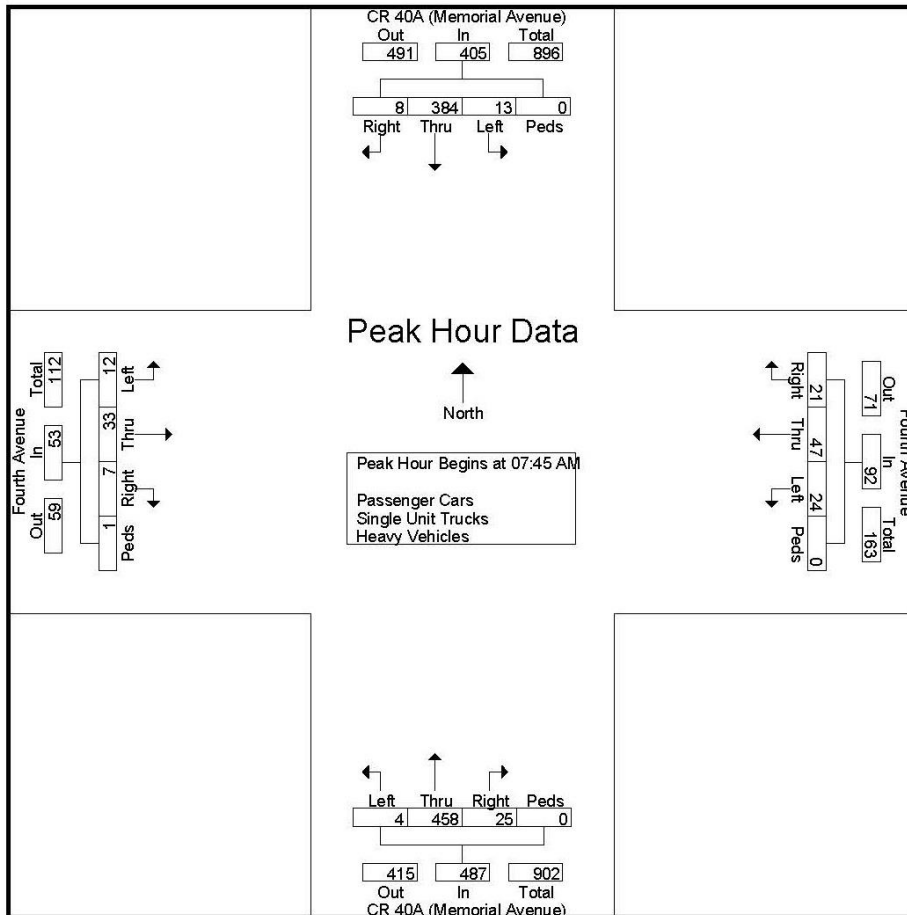 CR 40A (Memorial Avenue)
Out In Total
491 405 896
8 384 13 0
Right Thru Left Peds
Peak Hour Data
North
Peak Hour Begins at 07:45 AM
Passenger Cars
Single Unit Trucks
Heavy Vehicles
Fourth Avenue
Out In Total
59 53 112
1 7 33 12
Peds Right Thru Left
Fourth Avenue
Out In Total
71 92 163
21 47 24 0
Right Thru Left Peds
Left Thru Right Peds
4 458 25 0
415 487 902
Out In Total
CR 40A (Memorial Avenue)